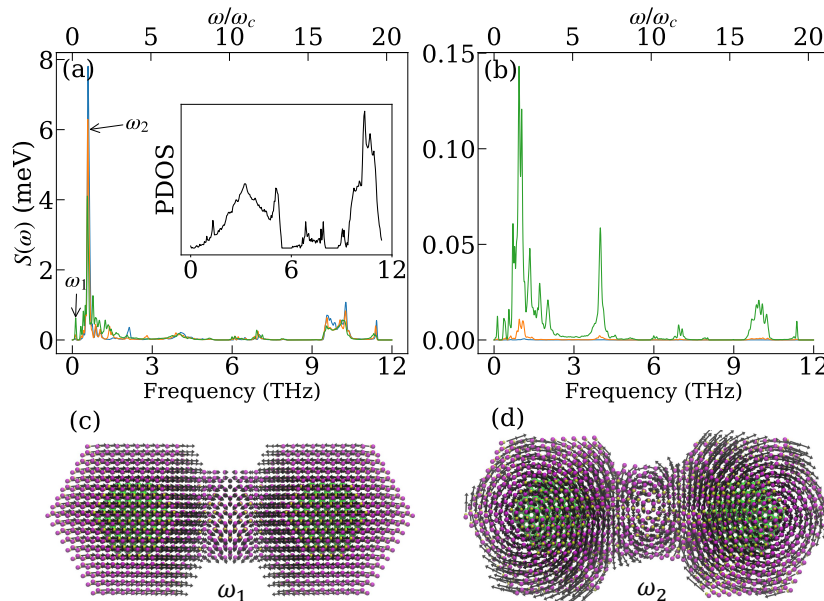 ω/ω_c
0 5 10 15 20
(a)
8
6
4
2
0
S(ω) (meV)
ω₂
ω₁
PDOS
0 6 12
0 3 6 9 12
Frequency (THz)
ω/ω_c
0 5 10 15 20
(b)
0.15
0.10
0.05
0.00
0 3 6 9 12
Frequency (THz)
(c)
ω₁
(d)
ω₂